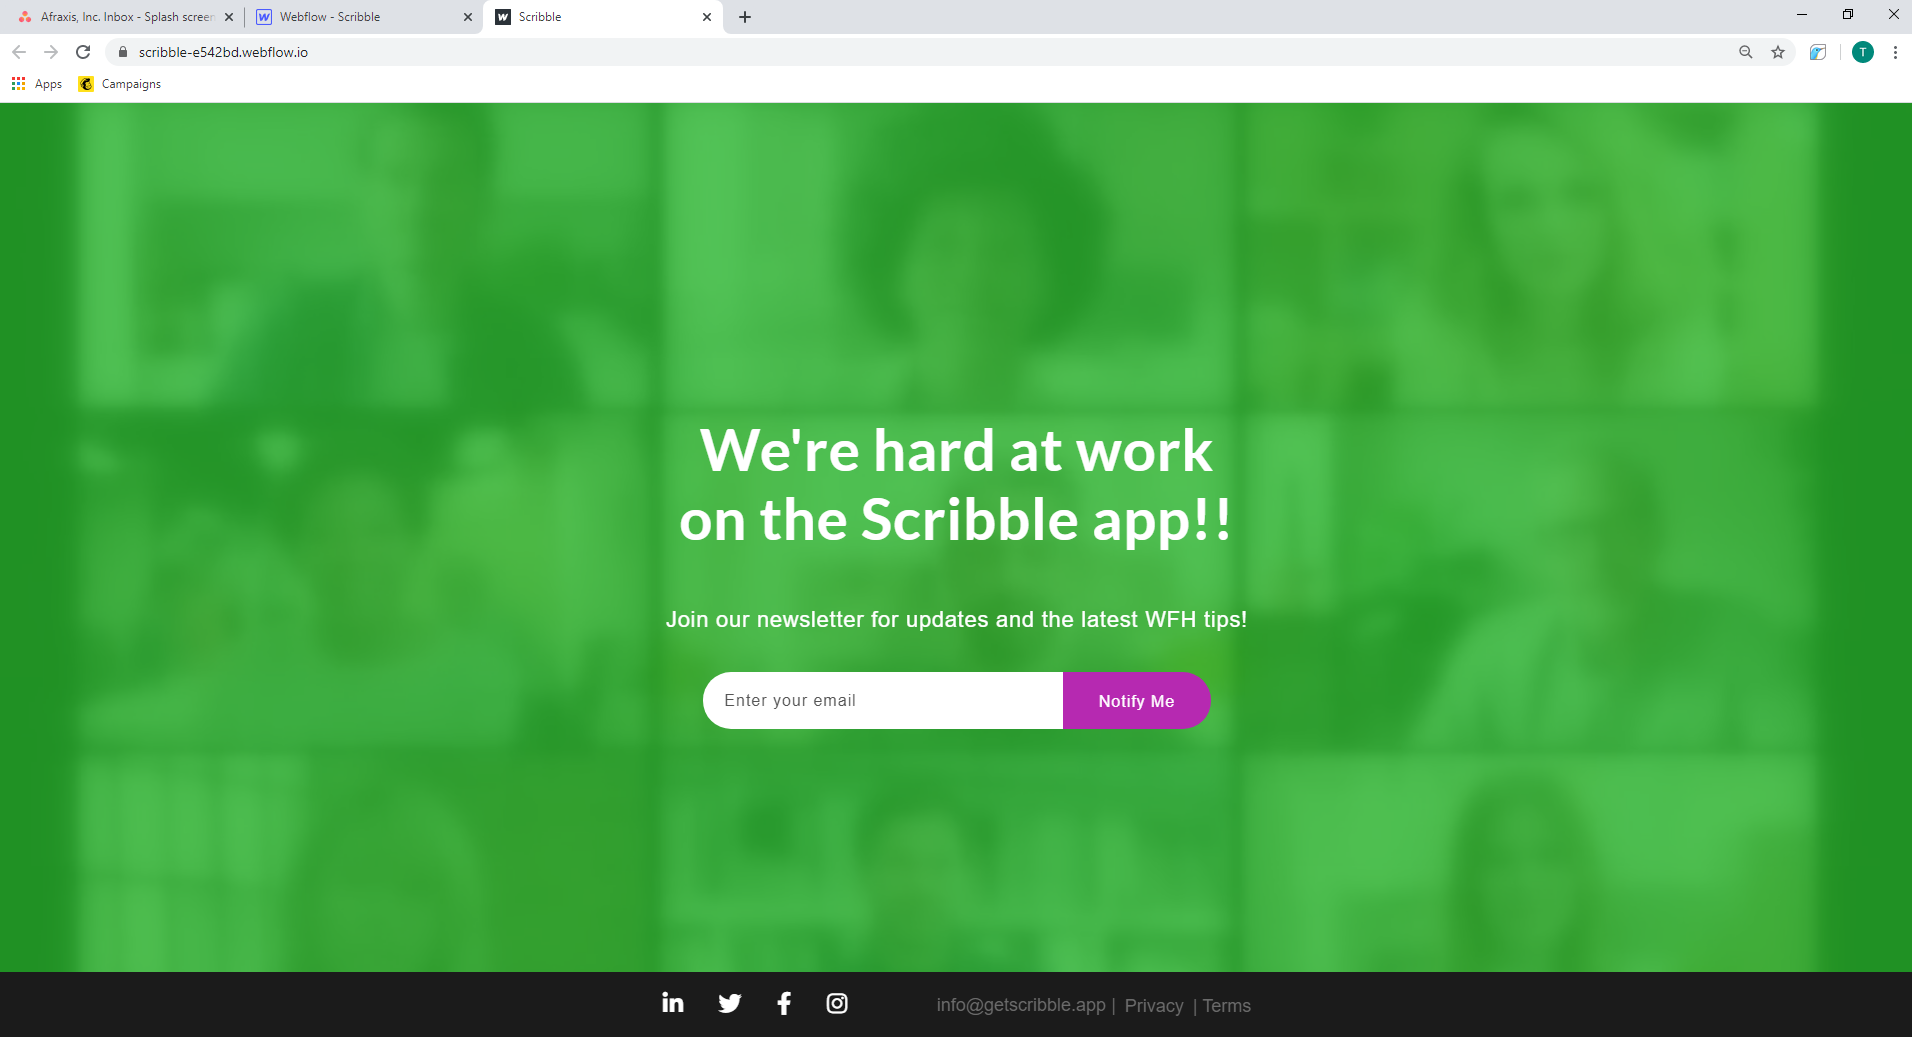 Afraxis, Inc. Inbox - Splash screen
Webflow - Scribble
Scribble
scribble-e542bd.webflow.io
T
Apps
Campaigns
We're hard at work
on the Scribble app!!
Join our newsletter for updates and the latest WFH tips!
Enter your email
Notify Me
info@getscribble.app | Privacy | Terms